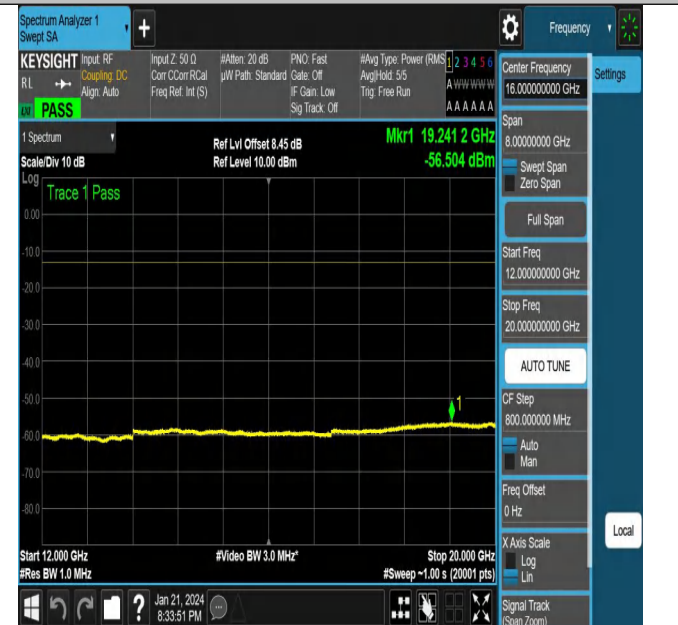 Spectrum Analyzer 1
Swept SA
+
Frequency
KEYSIGHT
RL
PASS
Input: RF
Coupling: DC
Align: Auto
Input Z: 50 Ω
Corr CCorr RCal
Freq Ref: Int (S)
#Atten: 20 dB
µW Path: Standard
PNO: Fast
Gate: Off
IF Gain: Low
Sig Track: Off
#Avg Type: Power (RMS
Avg|Hold: 5/5
Trig: Free Run
1 2 3 4 5 6
A W W W W W
A A A A A A
1 Spectrum
Scale/Div 10 dB
Ref Lvl Offset 8.45 dB
Ref Level 10.00 dBm
Mkr1 19.241 2 GHz
-56.504 dBm
Log
Trace 1 Pass
0.00
-10.0
-20.0
-30.0
-40.0
-50.0
-60.0
-70.0
-80.0
1
Start 12.000 GHz
#Res BW 1.0 MHz
#Video BW 3.0 MHz*
Stop 20.000 GHz
#Sweep ~1.00 s (20001 pts)
Center Frequency
16.000000000 GHz
Settings
Span
8.00000000 GHz
Swept Span
Zero Span
Full Span
Start Freq
12.000000000 GHz
Stop Freq
20.000000000 GHz
AUTO TUNE
CF Step
800.000000 MHz
Auto
Man
Freq Offset
0 Hz
X Axis Scale
Log
Lin
Local
Signal Track
(Span Zoom)
?
Jan 21, 2024
8:33:51 PM